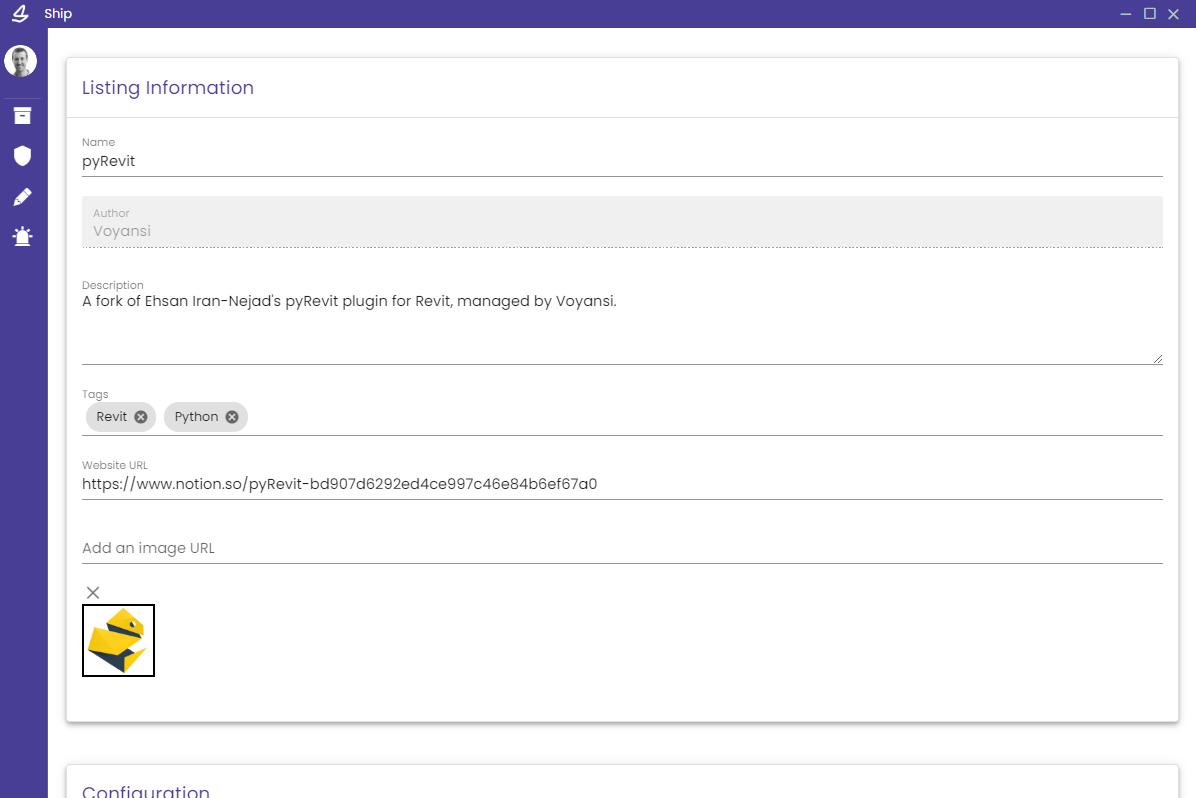 Ship
Listing Information
Name
pyRevit
Author
Voyansi
Description
A fork of Ehsan Iran-Nejad's pyRevit plugin for Revit, managed by Voyansi.
Tags
Revit Python
Website URL
https://www.notion.so/pyRevit-bd907d6292ed4ce997c46e84b6ef67a0
Add an image URL
Configuration